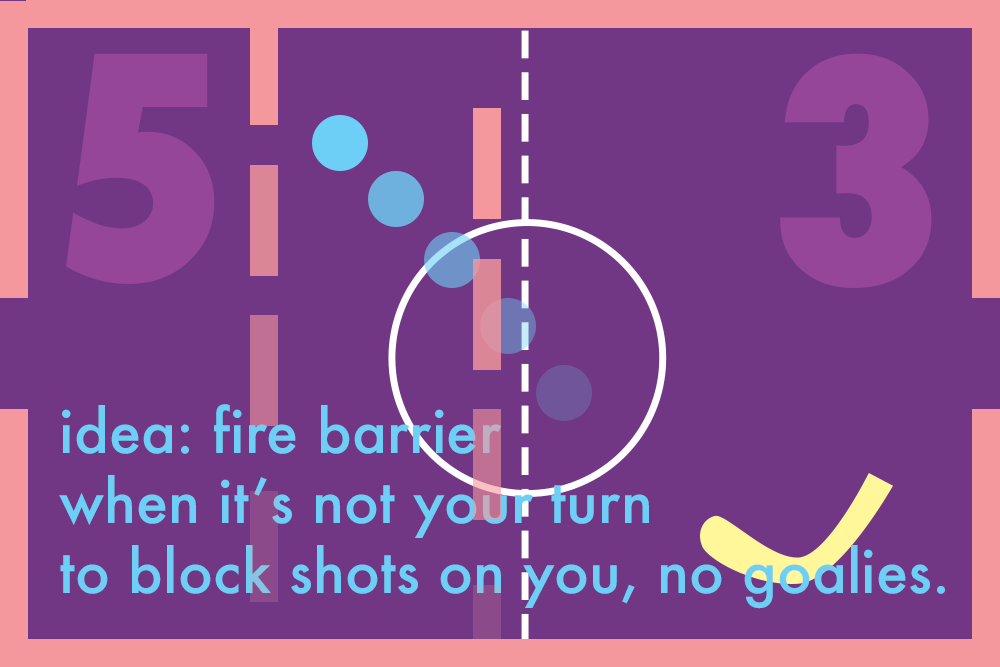 5 3
idea: fire barrier
when it’s not your turn
to block shots on you, no goalies.